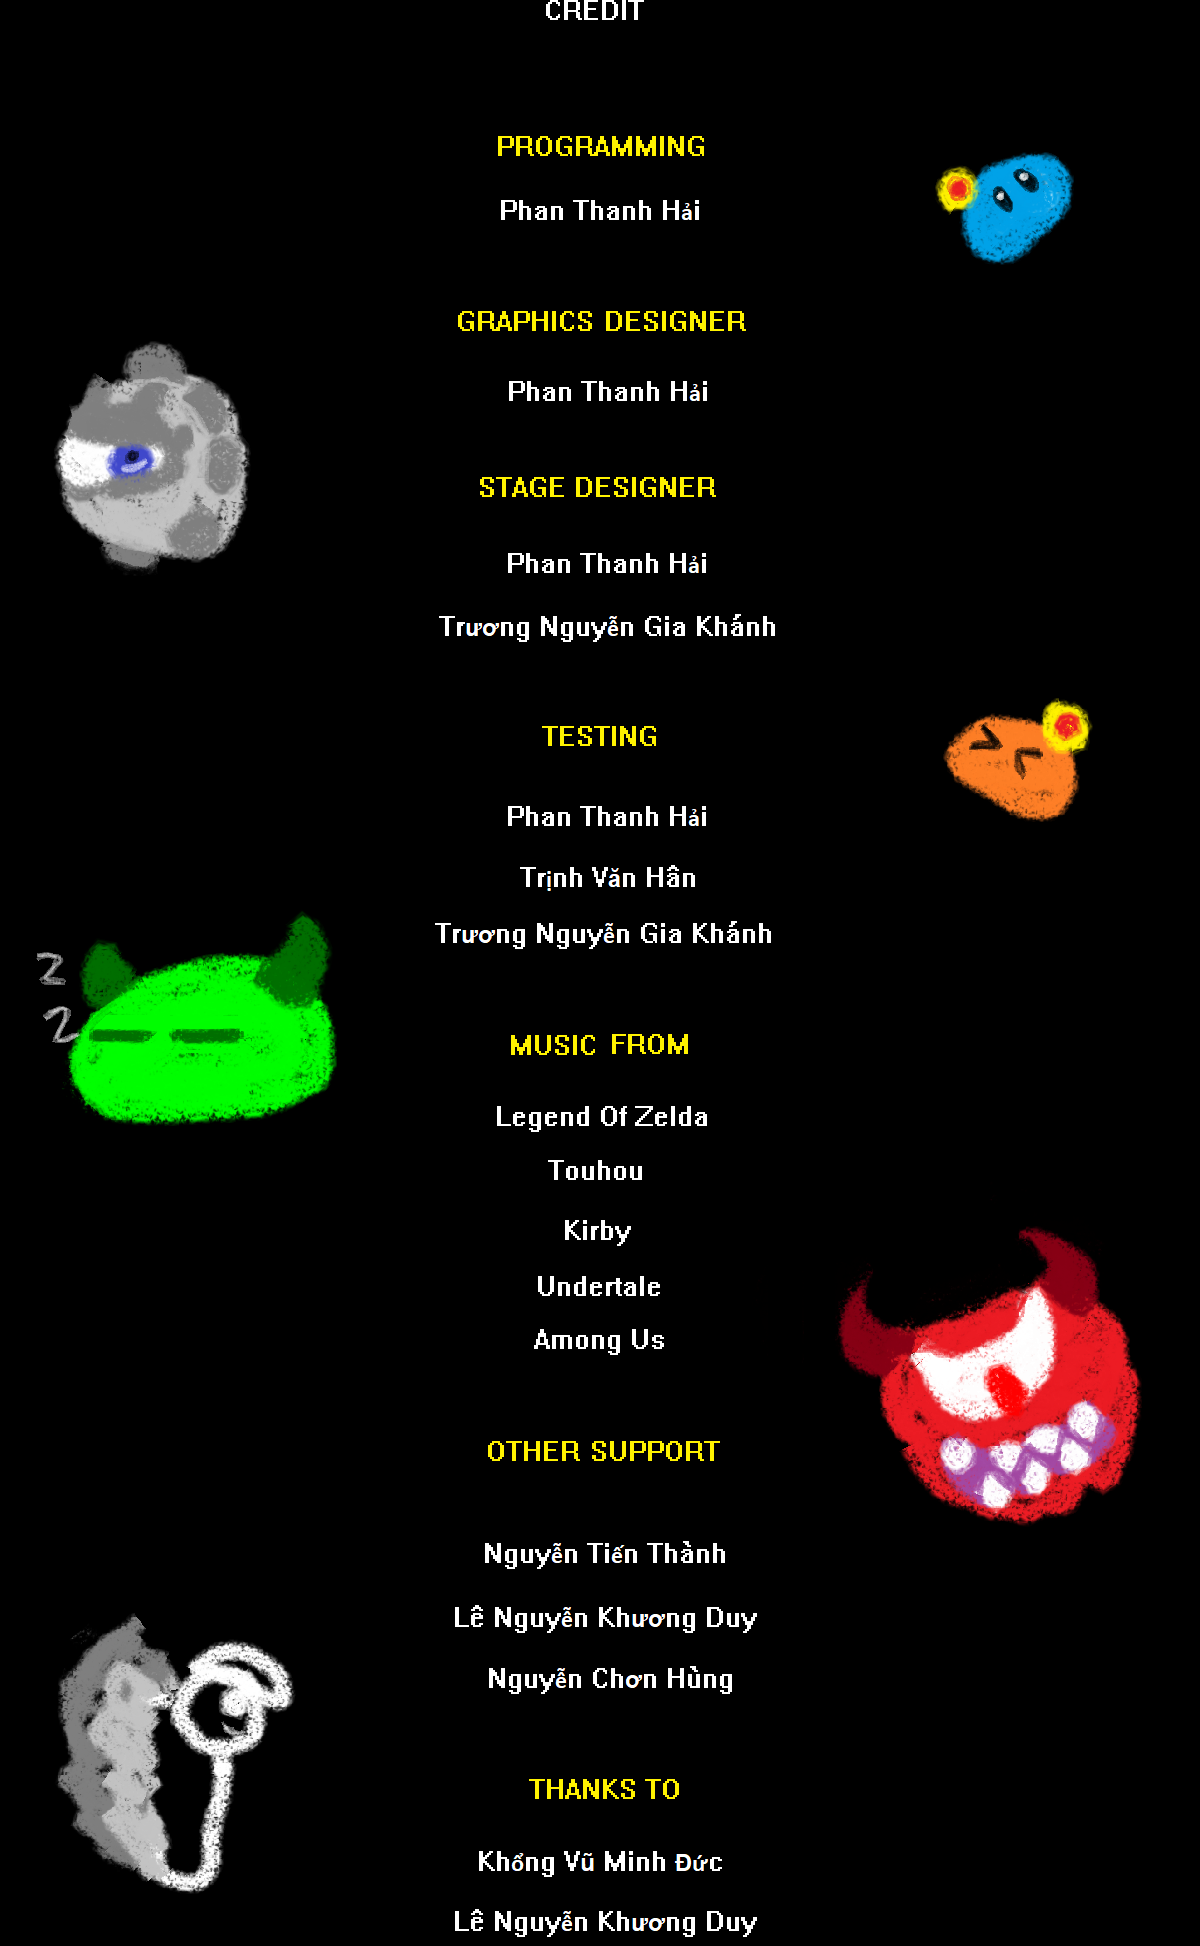 CREDIT
PROGRAMMING
Phan Thanh Hải
GRAPHICS DESIGNER
Phan Thanh Hải
STAGE DESIGNER
Phan Thanh Hải
Trương Nguyễn Gia Khánh
TESTING
Phan Thanh Hải
Trịnh Văn Hân
Trương Nguyễn Gia Khánh
z
z
MUSIC FROM
Legend Of Zelda
Touhou
Kirby
Undertale
Among Us
OTHER SUPPORT
Nguyễn Tiến Thành
Lê Nguyễn Khương Duy
Nguyễn Chơn Hùng
THANKS TO
Khổng Vũ Minh Đức
Lê Nguyễn Khương Duy